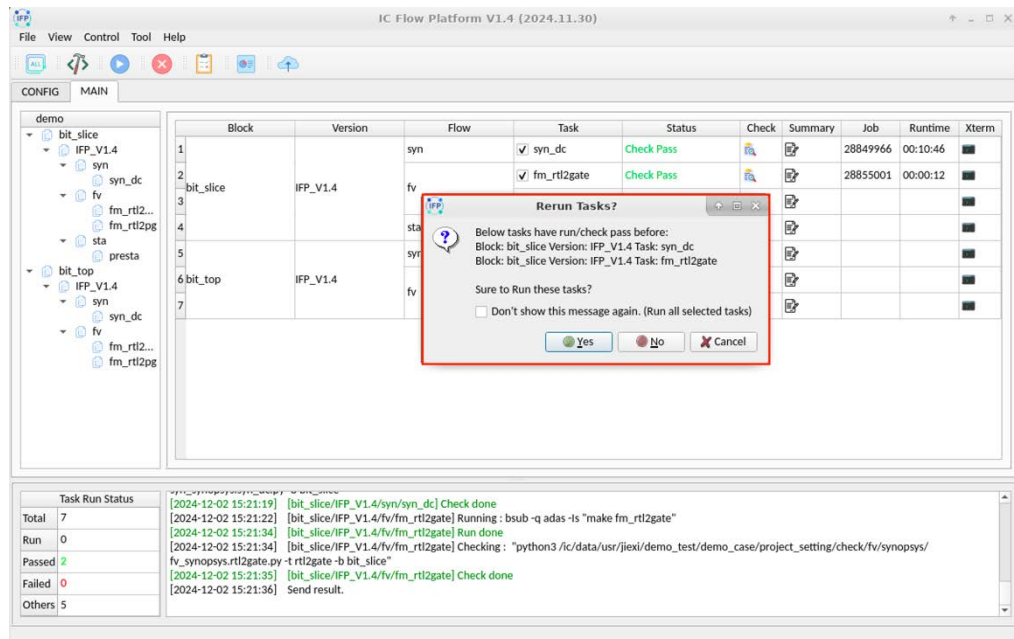 IFP
IC Flow Platform V1.4 (2024.11.30)
File View Control Tool Help
ALL
CONFIG MAIN
demo
bit_slice
IFP_V1.4
syn
syn_dc
fv
fm_rtl2...
fm_rtl2pg
sta
presta
bit_top
IFP_V1.4
syn
syn_dc
fv
fm_rtl2...
fm_rtl2pg
Block Version Flow Task Status Check Summary Job Runtime Xterm
1 syn syn_dc Check Pass 28849966 00:10:46
2 fm_rtl2gate Check Pass 28855001 00:00:12
bit_slice IFP_V1.4 fv
3
4 sta
5 syn
6 bit_top IFP_V1.4
fv
7
IFP
Rerun Tasks?
Below tasks have run/check pass before:
Block: bit_slice Version: IFP_V1.4 Task: syn_dc
Block: bit_slice Version: IFP_V1.4 Task: fm_rtl2gate
Sure to Run these tasks?
Don't show this message again. (Run all selected tasks)
Yes No Cancel
Task Run Status
Total 7
Run 0
Passed 2
Failed 0
Others 5
[2024-12-02 15:21:19] [bit_slice/IFP_V1.4/syn/syn_dc] Check done
[2024-12-02 15:21:22] [bit_slice/IFP_V1.4/fv/fm_rtl2gate] Running : bsub -q adas -Is "make fm_rtl2gate"
[2024-12-02 15:21:34] [bit_slice/IFP_V1.4/fv/fm_rtl2gate] Run done
[2024-12-02 15:21:34] [bit_slice/IFP_V1.4/fv/fm_rtl2gate] Checking : "python3 /ic/data/usr/jiexi/demo_test/demo_case/project_setting/check/fv/synopsys/
fv_synopsys.rtl2gate.py -t rtl2gate -b bit_slice"
[2024-12-02 15:21:35] [bit_slice/IFP_V1.4/fv/fm_rtl2gate] Check done
[2024-12-02 15:21:36] Send result.